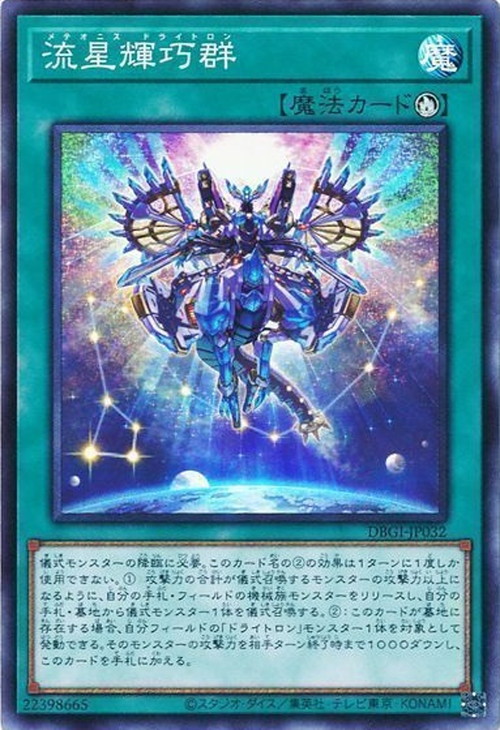 メテオニス ドライトロン
流星輝巧群
魔
【魔法カード】
DBGI-JP032
儀式モンスターの降臨に必要。このカード名の②の効果は1ターンに1度しか
使用できない。① 攻撃力の合計が儀式召喚するモンスターの攻撃力以上に
なるように、自分の手札・フィールドの機械族モンスターをリリースし、自分の
手札・墓地から儀式モンスター1体を儀式召喚する。②:このカードが墓地に
存在する場合、自分フィールドの「ドライトロン」モンスター1体を対象として
発動できる。そのモンスターの攻撃力を相手ターン終了時まで1000ダウンし、
このカードを手札に加える。
22398665
©スタジオ・ダイス/集英社・テレビ東京・KONAMI